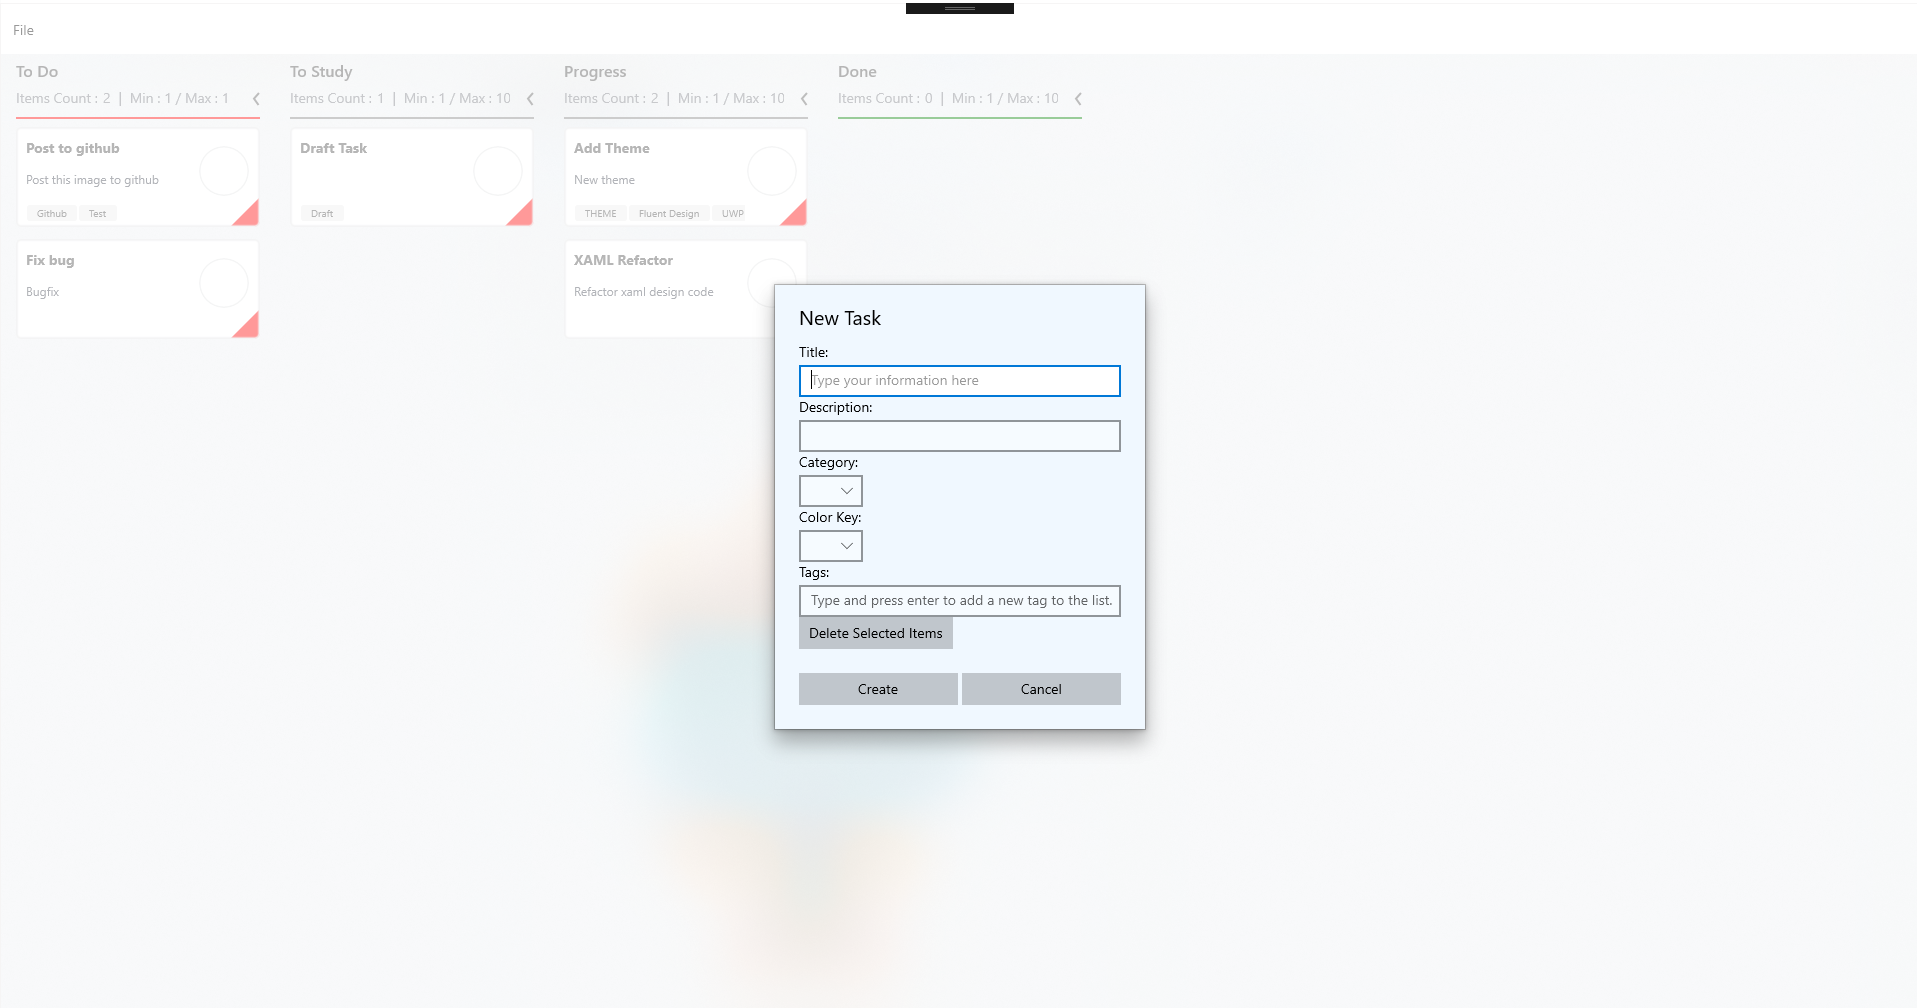 File
To Do
Items Count : 2 | Min : 1 / Max : 1
Post to github
Post this image to github
Github Test
Fix bug
Bugfix
To Study
Items Count : 1 | Min : 1 / Max : 10
Draft Task
Draft
Progress
Items Count : 2 | Min : 1 / Max : 10
Add Theme
New theme
THEME Fluent Design UWP
XAML Refactor
Refactor xaml design code
Done
Items Count : 0 | Min : 1 / Max : 10
New Task
Title:
Type your information here
Description:
Category:
Color Key:
Tags:
Type and press enter to add a new tag to the list.
Delete Selected Items
Create Cancel